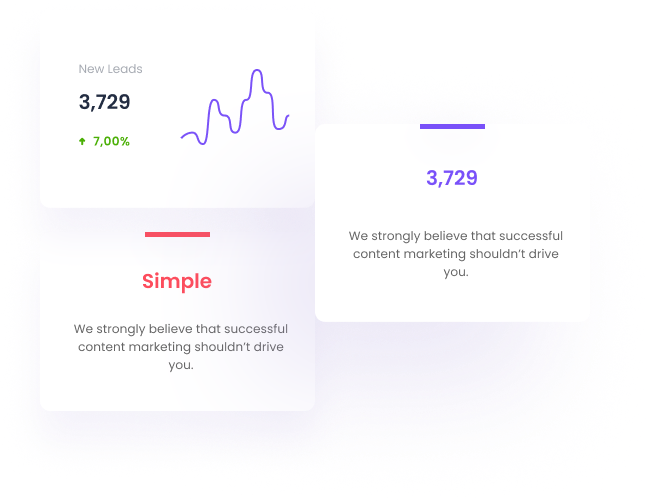 New Leads
3,729
7,00%
Simple
We strongly believe that successful
content marketing shouldn’t drive
you.
3,729
We strongly believe that successful
content marketing shouldn’t drive
you.